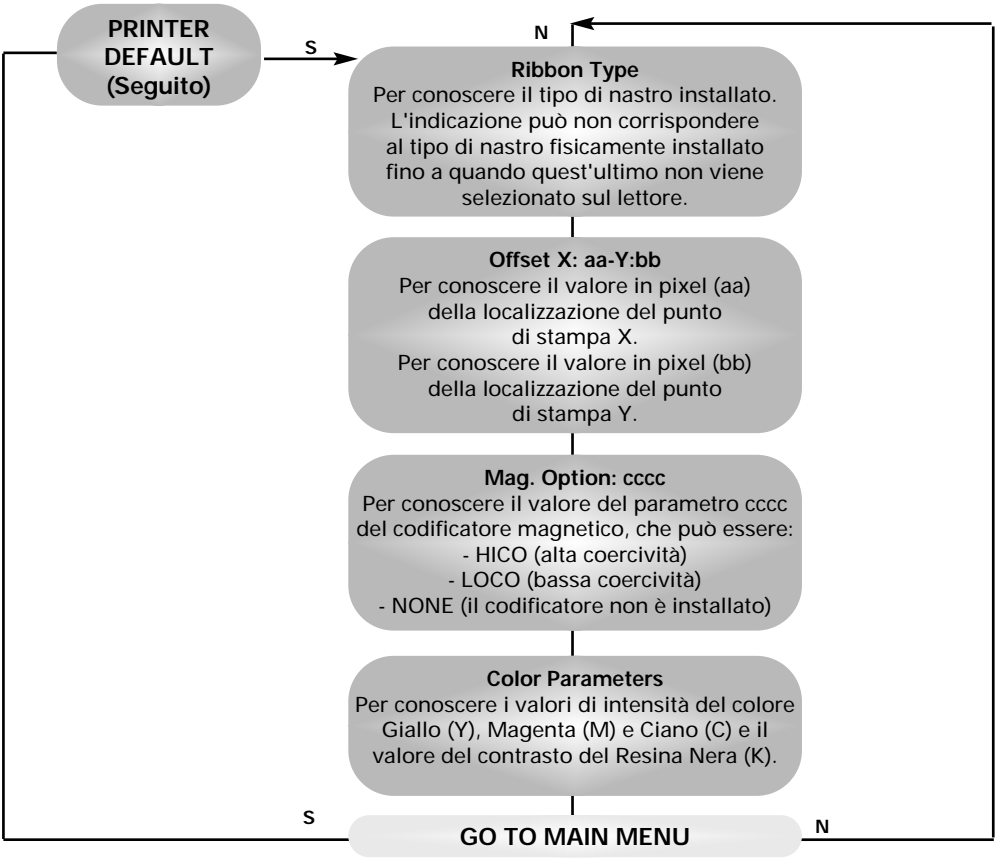 PRINTER
DEFAULT
(Seguito)
S
N
Ribbon Type
Per conoscere il tipo di nastro installato.
L'indicazione può non corrispondere
al tipo di nastro fisicamente installato
fino a quando quest'ultimo non viene
selezionato sul lettore.
Offset X: aa-Y:bb
Per conoscere il valore in pixel (aa)
della localizzazione del punto
di stampa X.
Per conoscere il valore in pixel (bb)
della localizzazione del punto
di stampa Y.
Mag. Option: cccc
Per conoscere il valore del parametro cccc
del codificatore magnetico, che può essere:
- HICO (alta coercività)
- LOCO (bassa coercività)
- NONE (il codificatore non è installato)
Color Parameters
Per conoscere i valori di intensità del colore
Giallo (Y), Magenta (M) e Ciano (C) e il
valore del contrasto del Resina Nera (K).
S
GO TO MAIN MENU
N